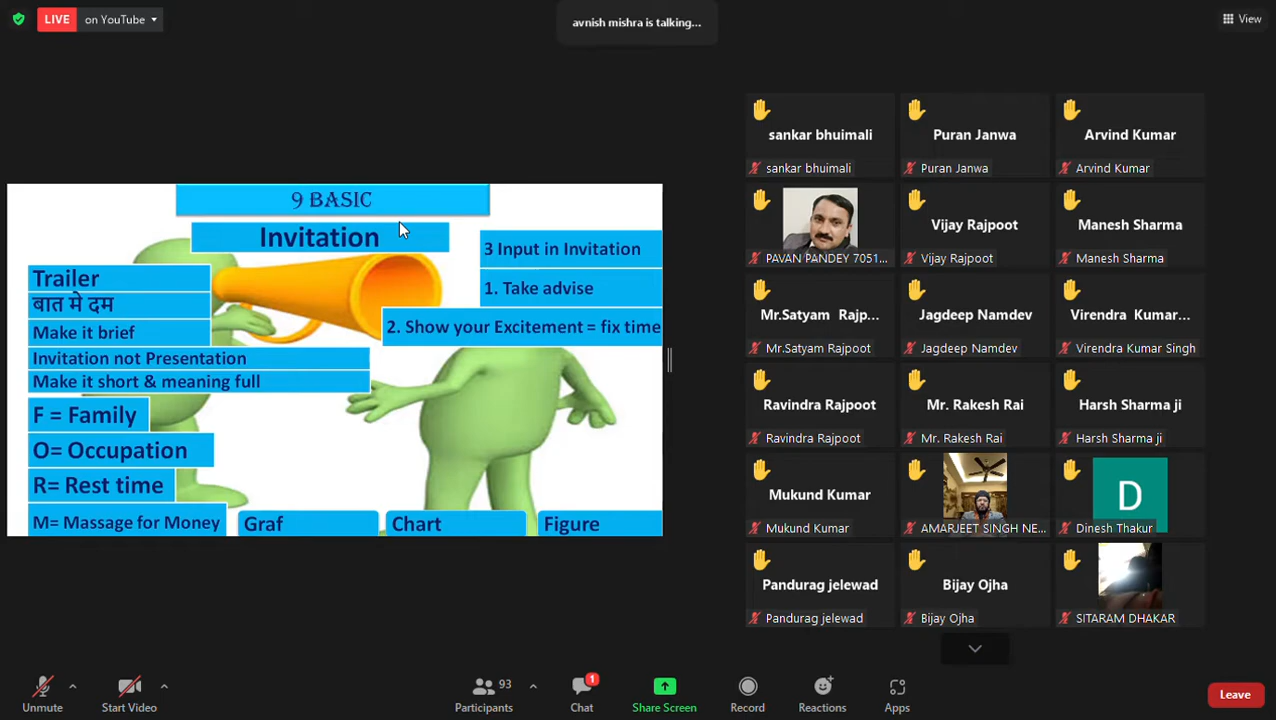 LIVE on YouTube
avnish mishra is talking...
View
9 BASIC
Invitation
3 Input in Invitation
1. Take advise
2. Show your Excitement = fix time
Trailer
बात मे दम
Make it brief
Invitation not Presentation
Make it short & meaning full
F = Family
O= Occupation
R= Rest time
M= Massage for Money
Graf
Chart
Figure
sankar bhuimali
sankar bhuimali
Puran Janwa
Puran Janwa
Arvind Kumar
Arvind Kumar
PAVAN PANDEY 7051...
Vijay Rajpoot
Vijay Rajpoot
Manesh Sharma
Manesh Sharma
Mr.Satyam Rajp...
Mr.Satyam Rajpoot
Jagdeep Namdev
Jagdeep Namdev
Virendra Kumar...
Virendra Kumar Singh
Ravindra Rajpoot
Ravindra Rajpoot
Mr. Rakesh Rai
Mr. Rakesh Rai
Harsh Sharma ji
Harsh Sharma ji
Mukund Kumar
Mukund Kumar
AMARJEET SINGH NE...
D
Dinesh Thakur
Pandurag jelewad
Pandurag jelewad
Bijay Ojha
Bijay Ojha
SITARAM DHAKAR
Unmute
Start Video
93
Participants
1
Chat
Share Screen
Record
Reactions
Apps
Leave